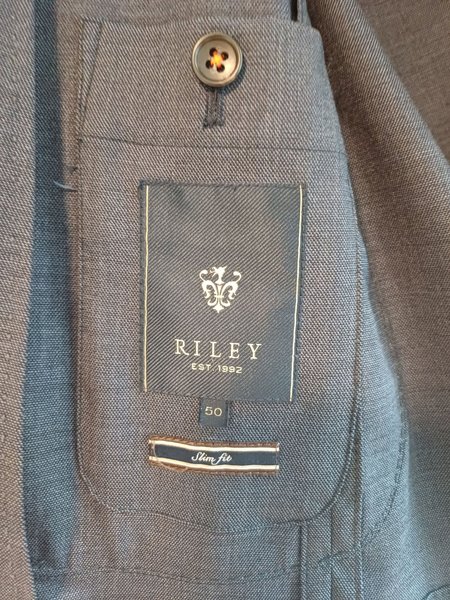 RILEY
EST. 1992
50
Slim fit